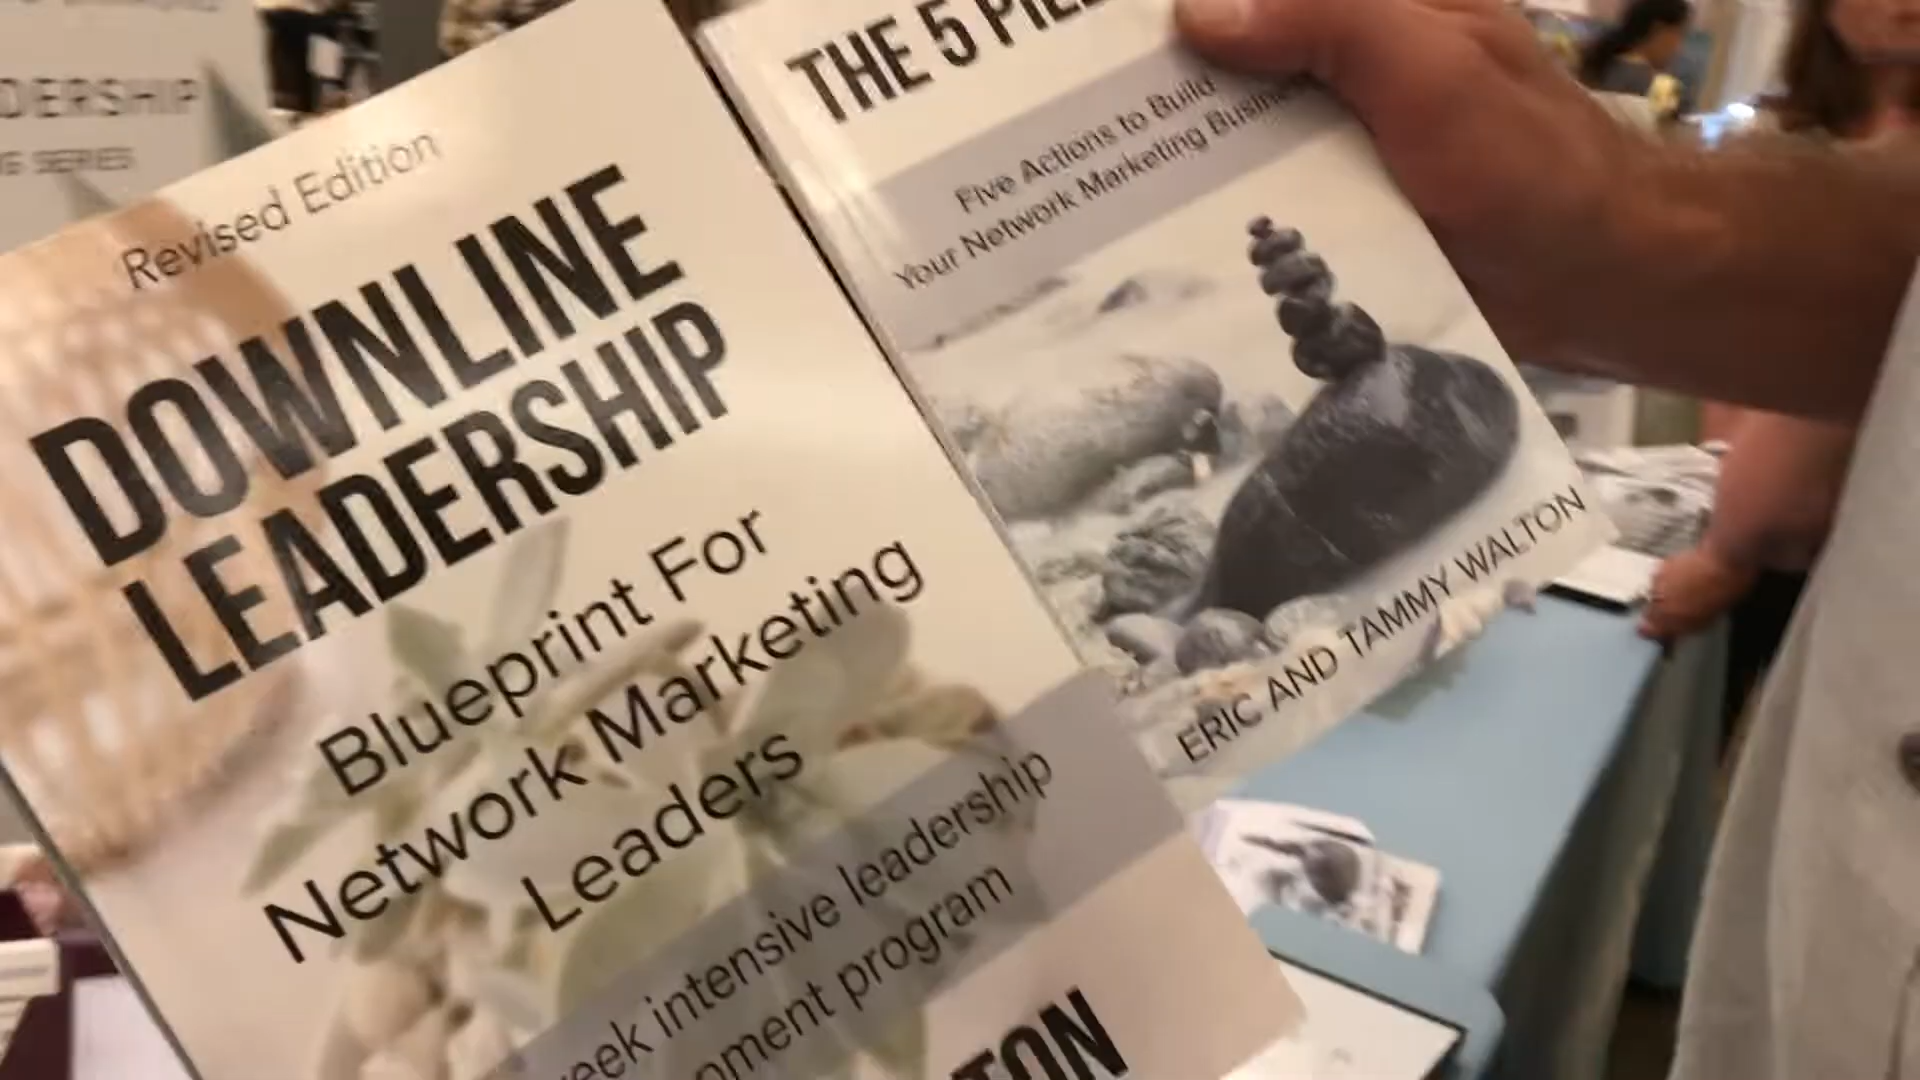 DERSHIP
SERIES
Revised Edition
DOWNLINE
LEADERSHIP
Blueprint For
Network Marketing
Leaders
intensive leadership
program
THE 5
Five Actions to Build
Your Network Marketing
ERIC AND TAMMY WALTON